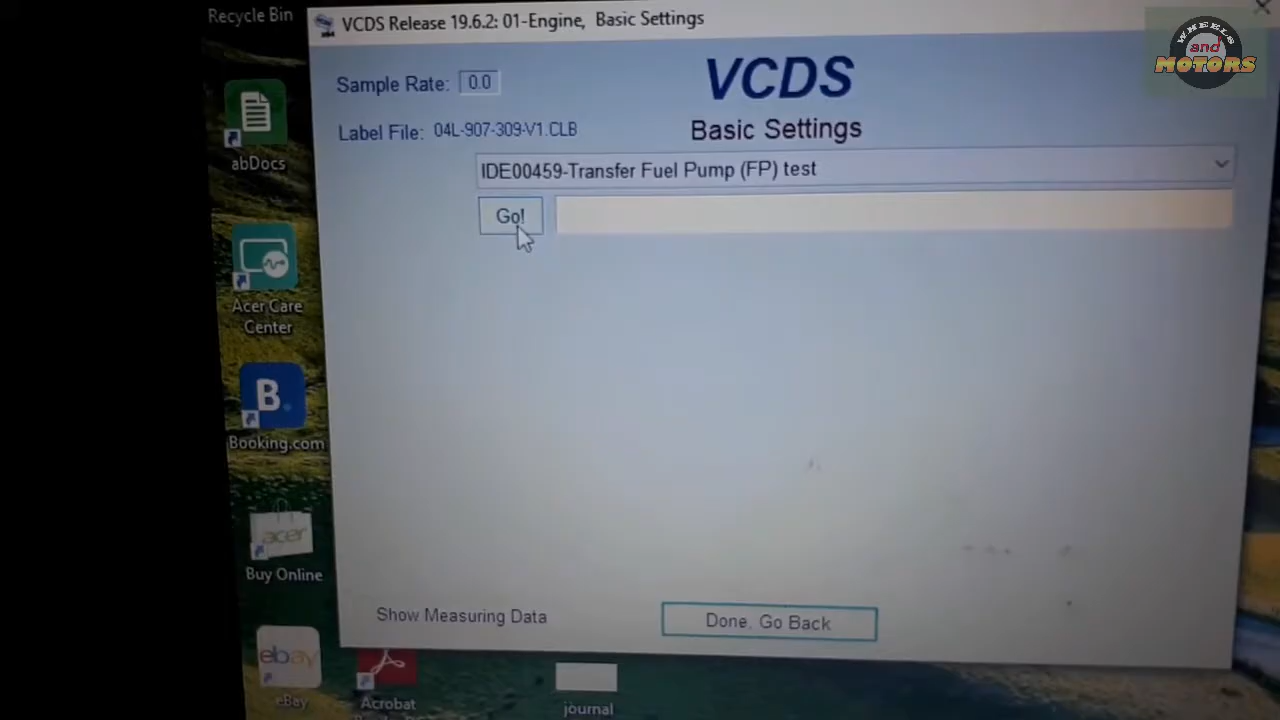 Recycle Bin
VCDS Release 19.6.2: 01-Engine, Basic Settings
WHEELS
and
MOTORS
Sample Rate: 0.0
VCDS
Label File: 04L-907-309-V1.CLB
Basic Settings
abDocs
IDE00459-Transfer Fuel Pump (FP) test
Go!
Acer Care
Center
B.
Booking.com
acer
Buy Online
Show Measuring Data
Done, Go Back
ebay
eBay
Acrobat
journal